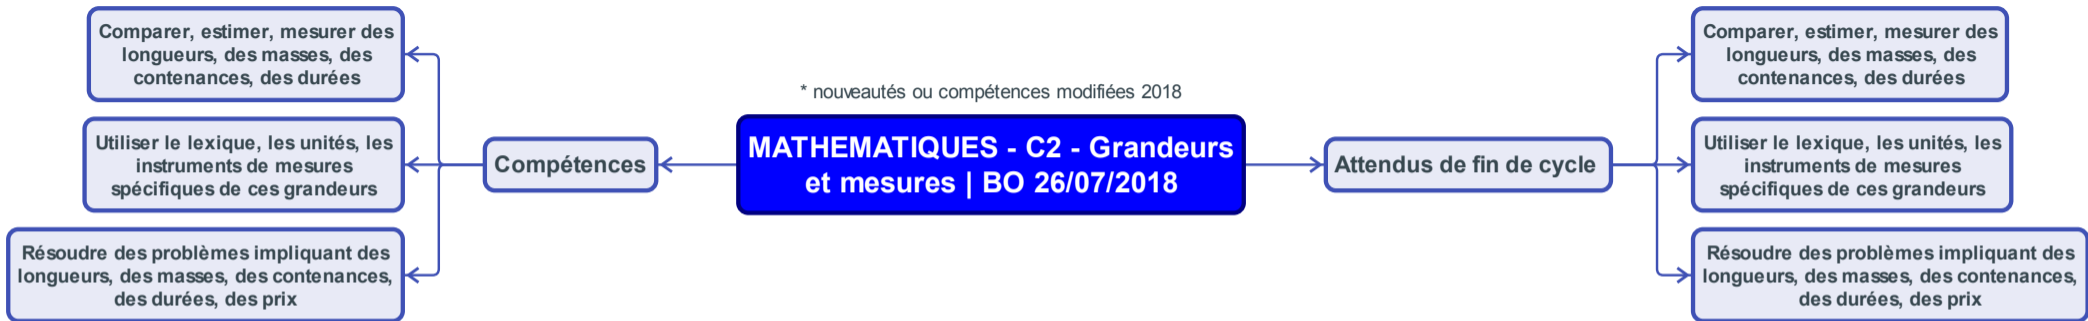 Comparer, estimer, mesurer des
longueurs, des masses, des
contenances, des durées
Utiliser le lexique, les unités, les
instruments de mesures
spécifiques de ces grandeurs
Résoudre des problèmes impliquant des
longueurs, des masses, des contenances,
des durées, des prix
Compétences
* nouveautés ou compétences modifiées 2018
MATHEMATIQUES - C2 - Grandeurs
et mesures | BO 26/07/2018
Attendus de fin de cycle
Comparer, estimer, mesurer des
longueurs, des masses, des
contenances, des durées
Utiliser le lexique, les unités, les
instruments de mesures
spécifiques de ces grandeurs
Résoudre des problèmes impliquant des
longueurs, des masses, des contenances,
des durées, des prix